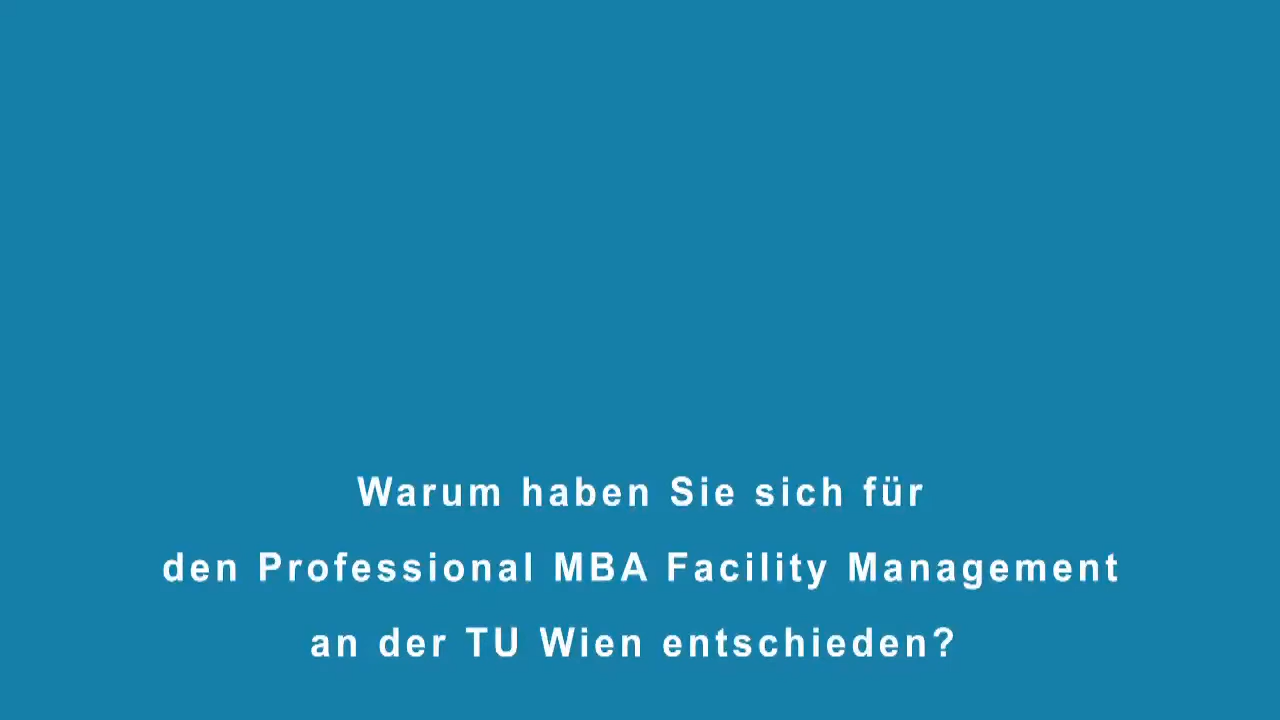 Warum haben Sie sich für
den Professional MBA Facility Management
an der TU Wien entschieden?